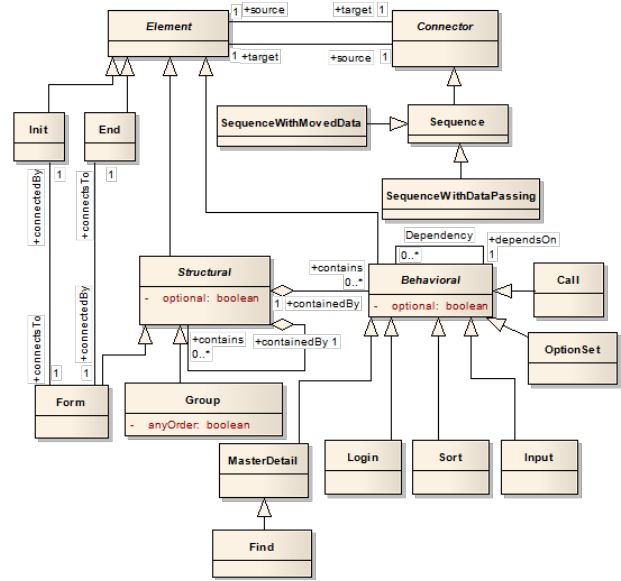 1 +source
+target 1
Element
Connector
1 +target
+source 1
SequenceWithMovedData
Sequence
Init
End
+connectedBy
1
+connectsTo
1
SequenceWithDataPassing
Dependency
0..*
+dependsOn
1
Structural
- optional: boolean
+contains
0..*
1 +containedBy
Behavioral
- optional: boolean
Call
+contains
0..*
+containedBy 1
OptionSet
+connectsTo
1
+connectedBy
1
Form
Group
- anyOrder: boolean
MasterDetail
Login
Sort
Input
Find